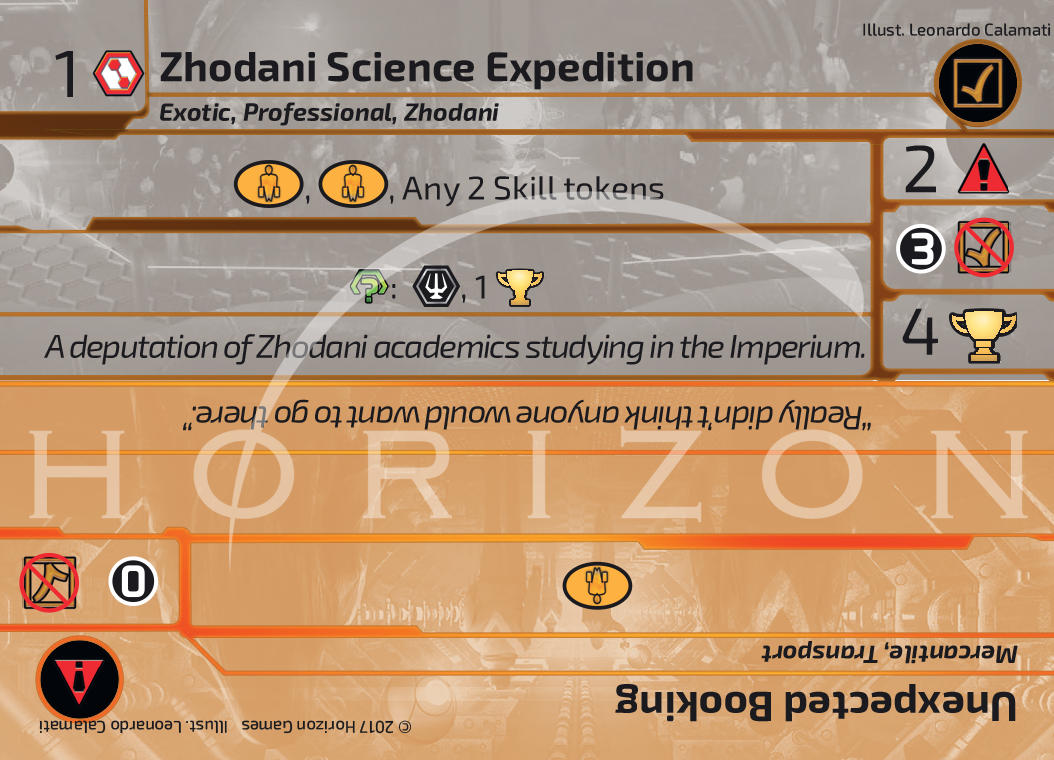 Illust. Leonardo Calamati
1 Zhodani Science Expedition
Exotic, Professional, Zhodani
2
, , Any 2 Skill tokens
3
: , 1
4
A deputation of Zhodani academics studying in the Imperium.
HORIZON
Unexpected Booking
© 2017 Horizon Games Illust. Leonardo Calamati
Mercantile, Transport
0
"Really didn't think anyone would want to go there."